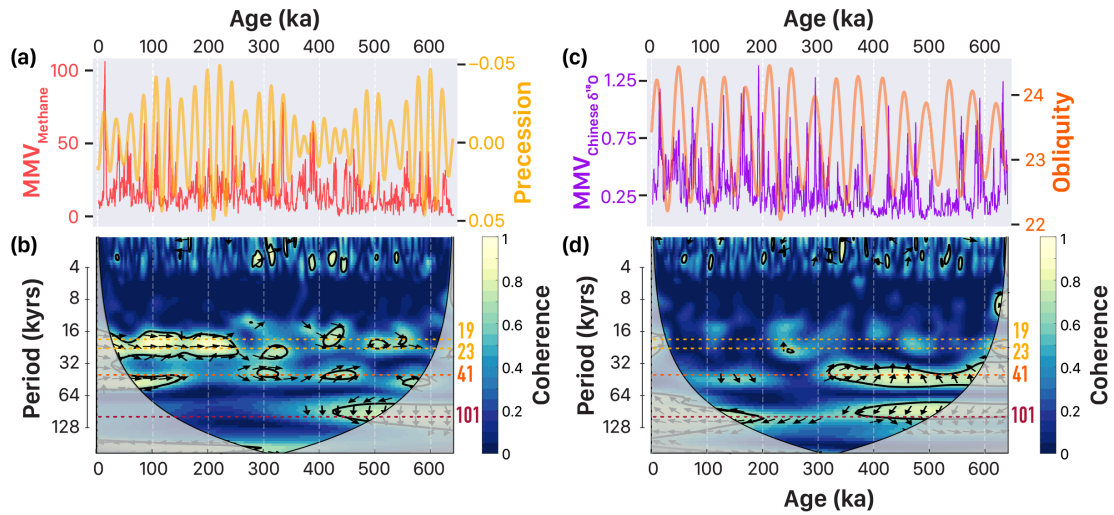 Age (ka)
0 100 200 300 400 500 600
(a)
MMV Methane
100
50
0
−0.05
0.00
0.05
Precession
Age (ka)
0 100 200 300 400 500 600
(c)
MMV Chinese δ¹⁸O
1.25
0.75
0.25
24
23
22
Obliquity
(b)
Period (kyrs)
4
8
16
32
64
128
19
23
41
101
1
0.8
0.6
0.4
0.2
0
Coherence
0 100 200 300 400 500 600
(d)
Period (kyrs)
4
8
16
32
64
128
19
23
41
101
1
0.8
0.6
0.4
0.2
0
Coherence
0 100 200 300 400 500 600
Age (ka)